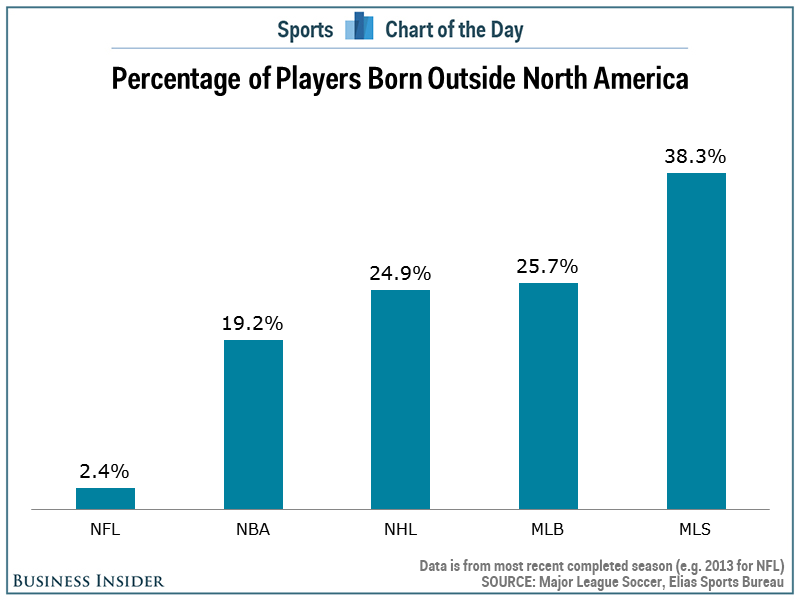 Sports Chart of the Day
Percentage of Players Born Outside North America
38.3%
25.7%
24.9%
19.2%
2.4%
NFL NBA NHL MLB MLS
Data is from most recent completed season (e.g. 2013 for NFL)
SOURCE: Major League Soccer, Elias Sports Bureau
BUSINESS INSIDER